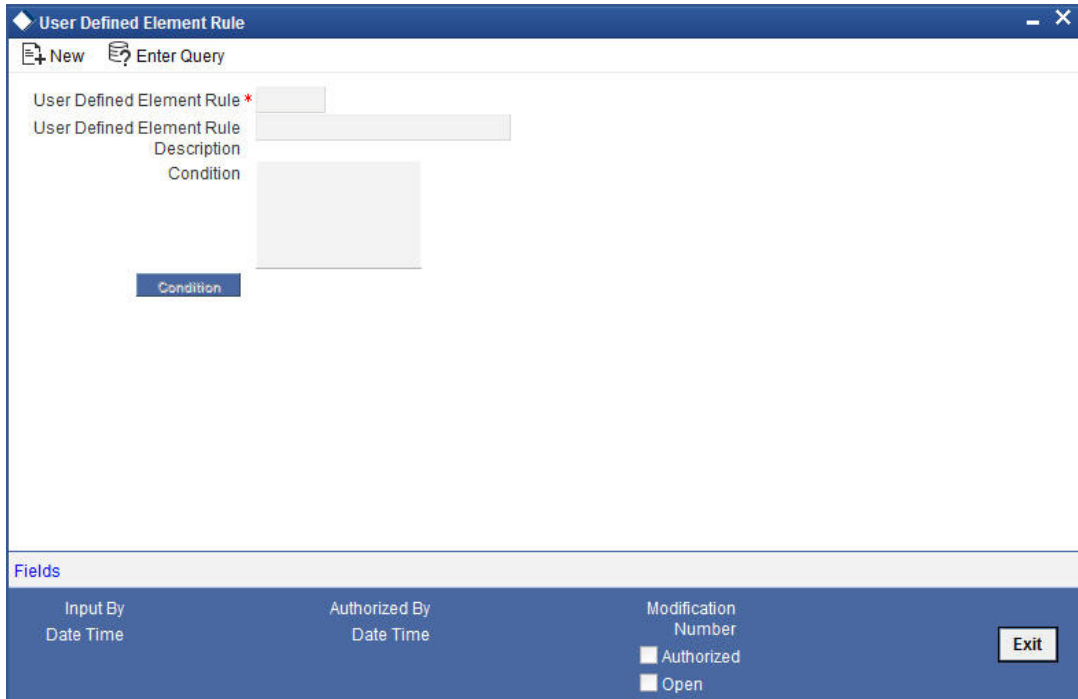 User Defined Element Rule
New Enter Query
User Defined Element Rule *
User Defined Element Rule
Description
Condition
Condition
Fields
Input By
Date Time
Authorized By
Date Time
Modification
Number
Authorized
Open
Exit